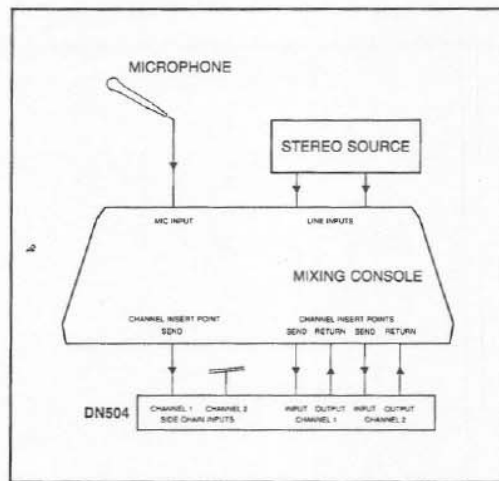 MICROPHONE
STEREO SOURCE
MIC INPUT
LINE INPUTS
MIXING CONSOLE
CHANNEL INSERT POINT
SEND
CHANNEL INSERT POINTS
SEND RETURN SEND RETURN
DN504
CHANNEL 1 CHANNEL 2
SIDE CHAIN INPUTS
INPUT OUTPUT INPUT OUTPUT
CHANNEL 1 CHANNEL 2